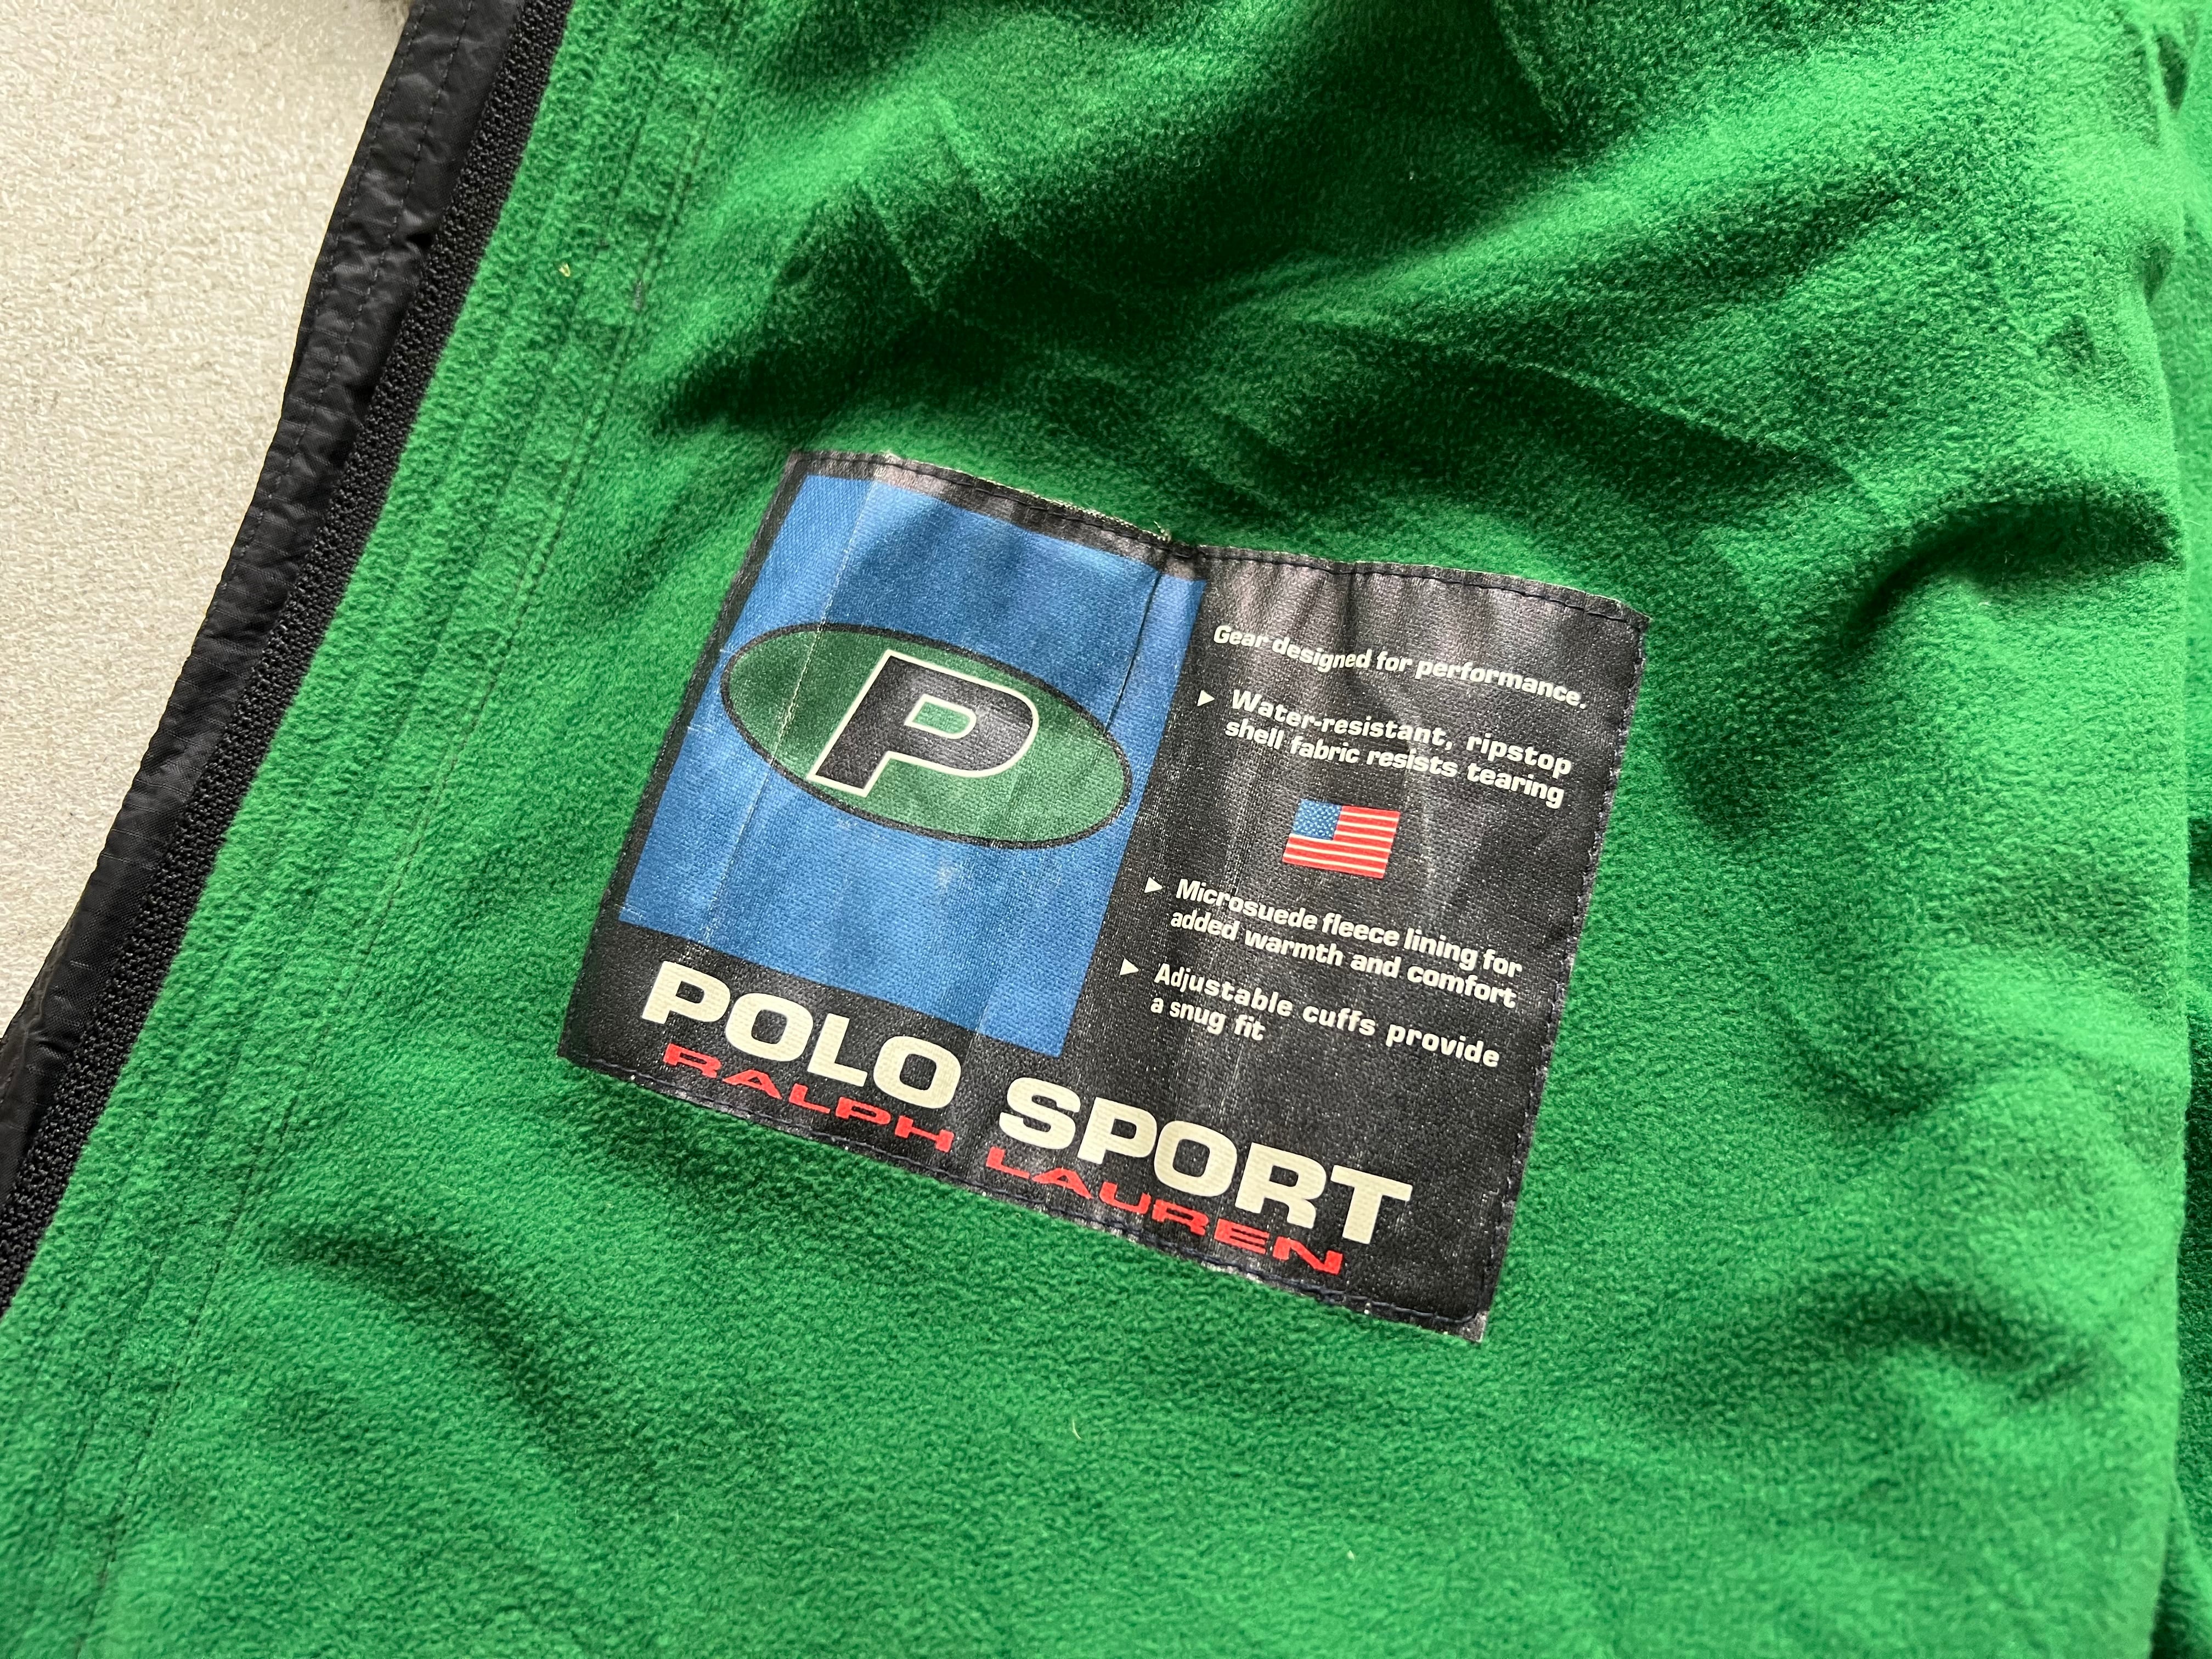 P
Gear designed for performance.
Water-resistant, ripstop
shell fabric resists tearing
Microsuede fleece lining for
added warmth and comfort
Adjustable cuffs provide
a snug fit
POLO SPORT
RALPH LAUREN